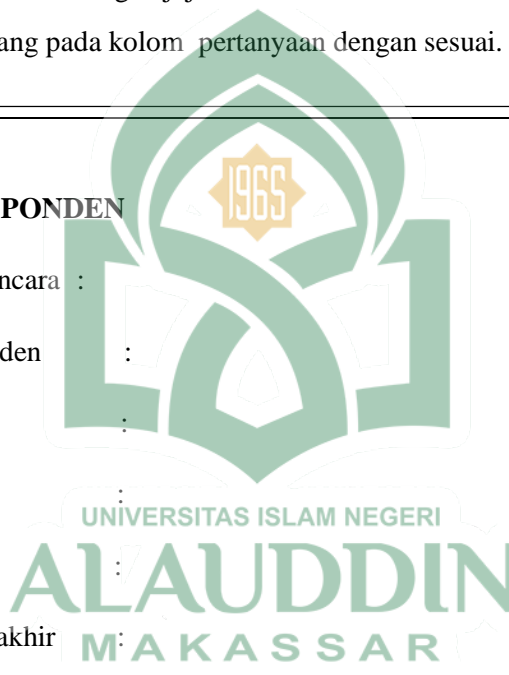 ang pada kolom pertanyaan dengan sesuai.
1965
PONDEN
ncara :
den :
:
:
UNIVERSITAS ISLAM NEGERI
:
ALAUDDIN
akhir :
MAKASSAR